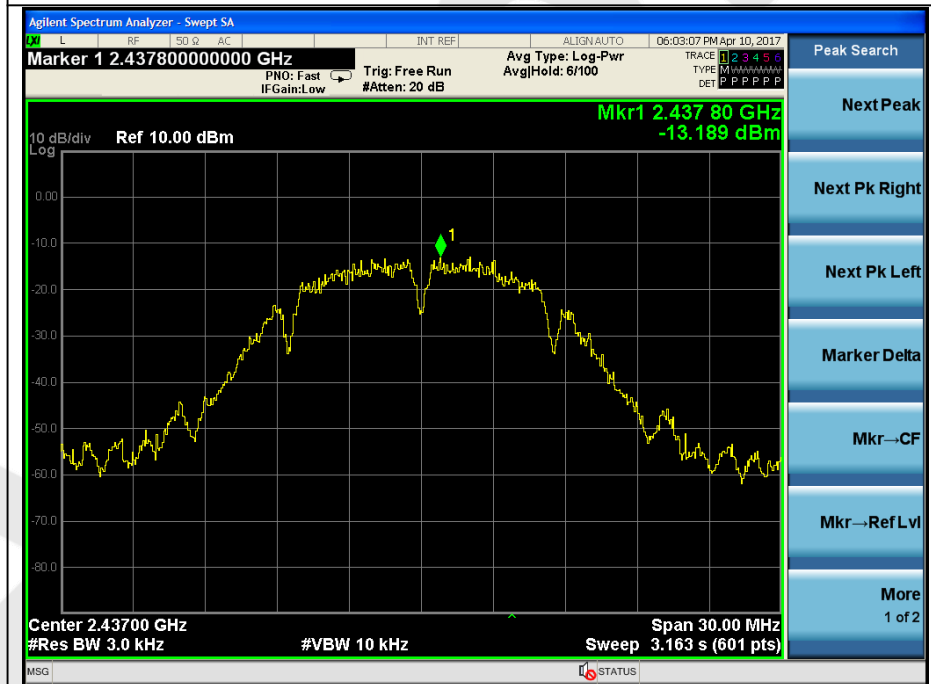 Agilent Spectrum Analyzer - Swept SA
LXI L RF 50 Ω AC INT REF ALIGN AUTO 06:03:07 PM Apr 10, 2017
Marker 1 2.437800000000 GHz
PNO: Fast
IFGain:Low
Trig: Free Run
#Atten: 20 dB
Avg Type: Log-Pwr
Avg|Hold: 6/100
TRACE 1 2 3 4 5 6
TYPE M WWWWW
DET P P P P P P
Peak Search
Mkr1 2.437 80 GHz
-13.189 dBm
10 dB/div Ref 10.00 dBm
Log
0.00
-10.0
-20.0
-30.0
-40.0
-50.0
-60.0
-70.0
-80.0
1
Center 2.43700 GHz Span 30.00 MHz
#Res BW 3.0 kHz #VBW 10 kHz Sweep 3.163 s (601 pts)
MSG STATUS
Next Peak
Next Pk Right
Next Pk Left
Marker Delta
Mkr→CF
Mkr→Ref Lvl
More
1 of 2